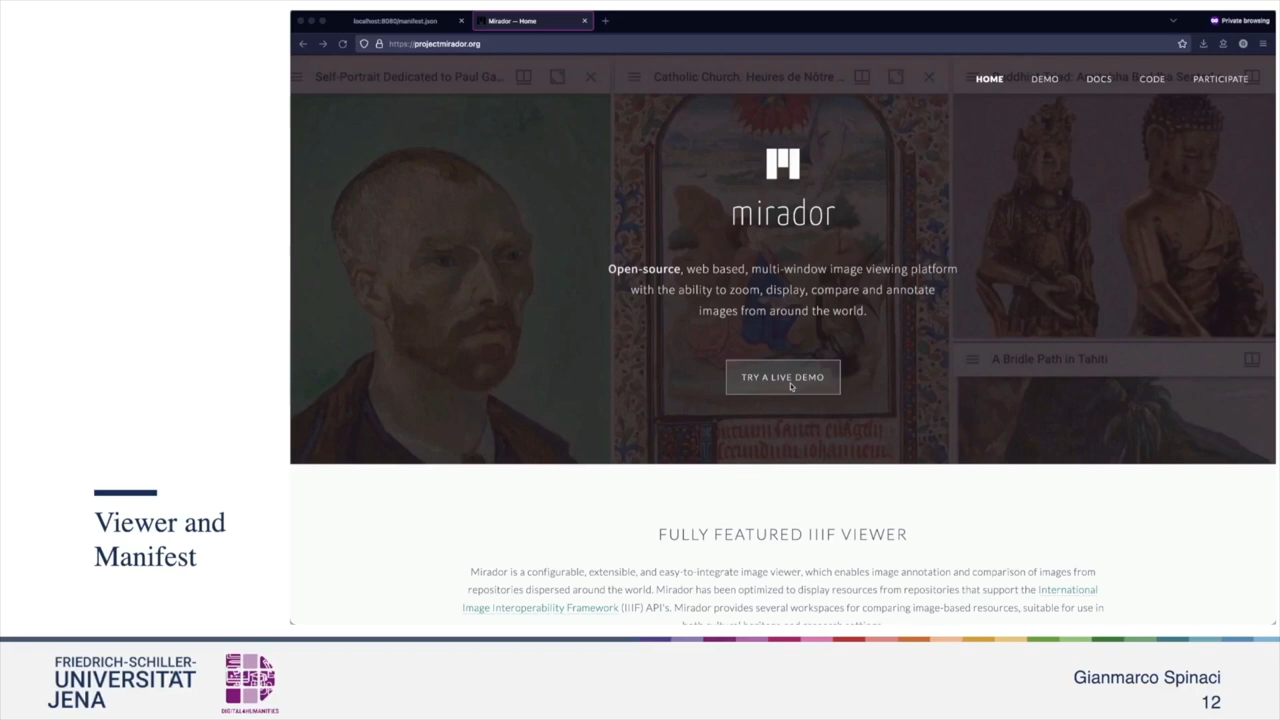 localhost:8080/manifest.json
Mirador — Home
Private browsing
https://projectmirador.org
Self-Portrait Dedicated to Paul Ga...
Catholic Church. Heures de Nôtre ...
HOME
DEMO
DOCS
CODE
PARTICIPATE
mirador
Open-source, web based, multi-window image viewing platform
with the ability to zoom, display, compare and annotate
images from around the world.
A Bridle Path in Tahiti
TRY A LIVE DEMO
FULLY FEATURED IIIF VIEWER
Mirador is a configurable, extensible, and easy-to-integrate image viewer, which enables image annotation and comparison of images from
repositories dispersed around the world. Mirador has been optimized to display resources from repositories that support the International
Image Interoperability Framework (IIIF) API's. Mirador provides several workspaces for comparing image-based resources, suitable for use in
Viewer and
Manifest
FRIEDRICH-SCHILLER-
UNIVERSITÄT
JENA
DIGITAL HUMANITIES
Gianmarco Spinaci
12